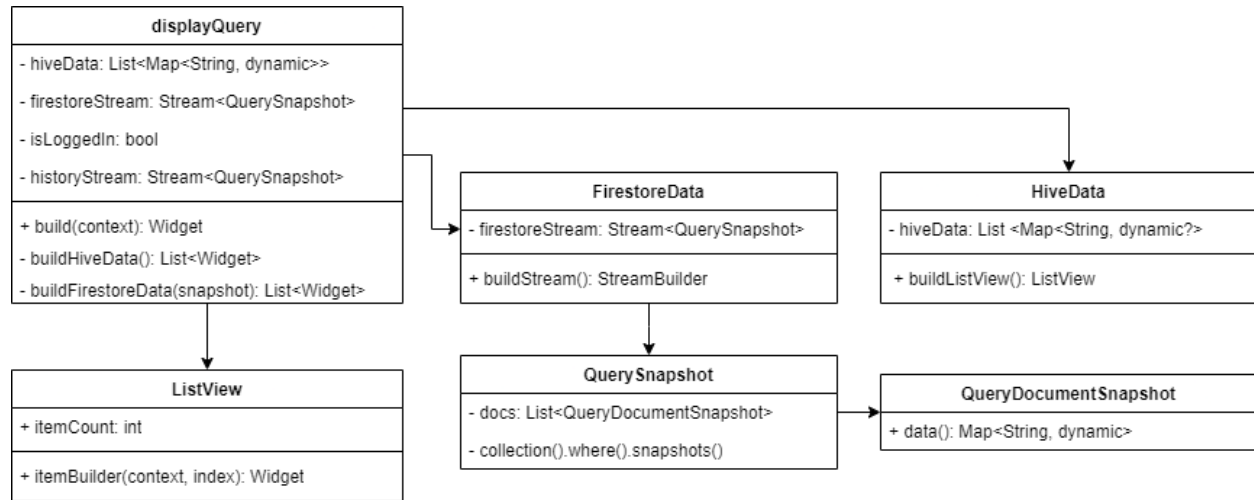 displayQuery
- hiveData: List<Map<String, dynamic>>
- firestoreStream: Stream<QuerySnapshot>
- isLoggedIn: bool
- historyStream: Stream<QuerySnapshot>
+ build(context): Widget
- buildHiveData(): List<Widget>
- buildFirestoreData(snapshot): List<Widget>
FirestoreData
- firestoreStream: Stream<QuerySnapshot>
+ buildStream(): StreamBuilder
HiveData
- hiveData: List <Map<String, dynamic?>
+ buildListView(): ListView
ListView
+ itemCount: int
+ itemBuilder(context, index): Widget
QuerySnapshot
- docs: List<QueryDocumentSnapshot>
- collection().where().snapshots()
QueryDocumentSnapshot
+ data(): Map<String, dynamic>